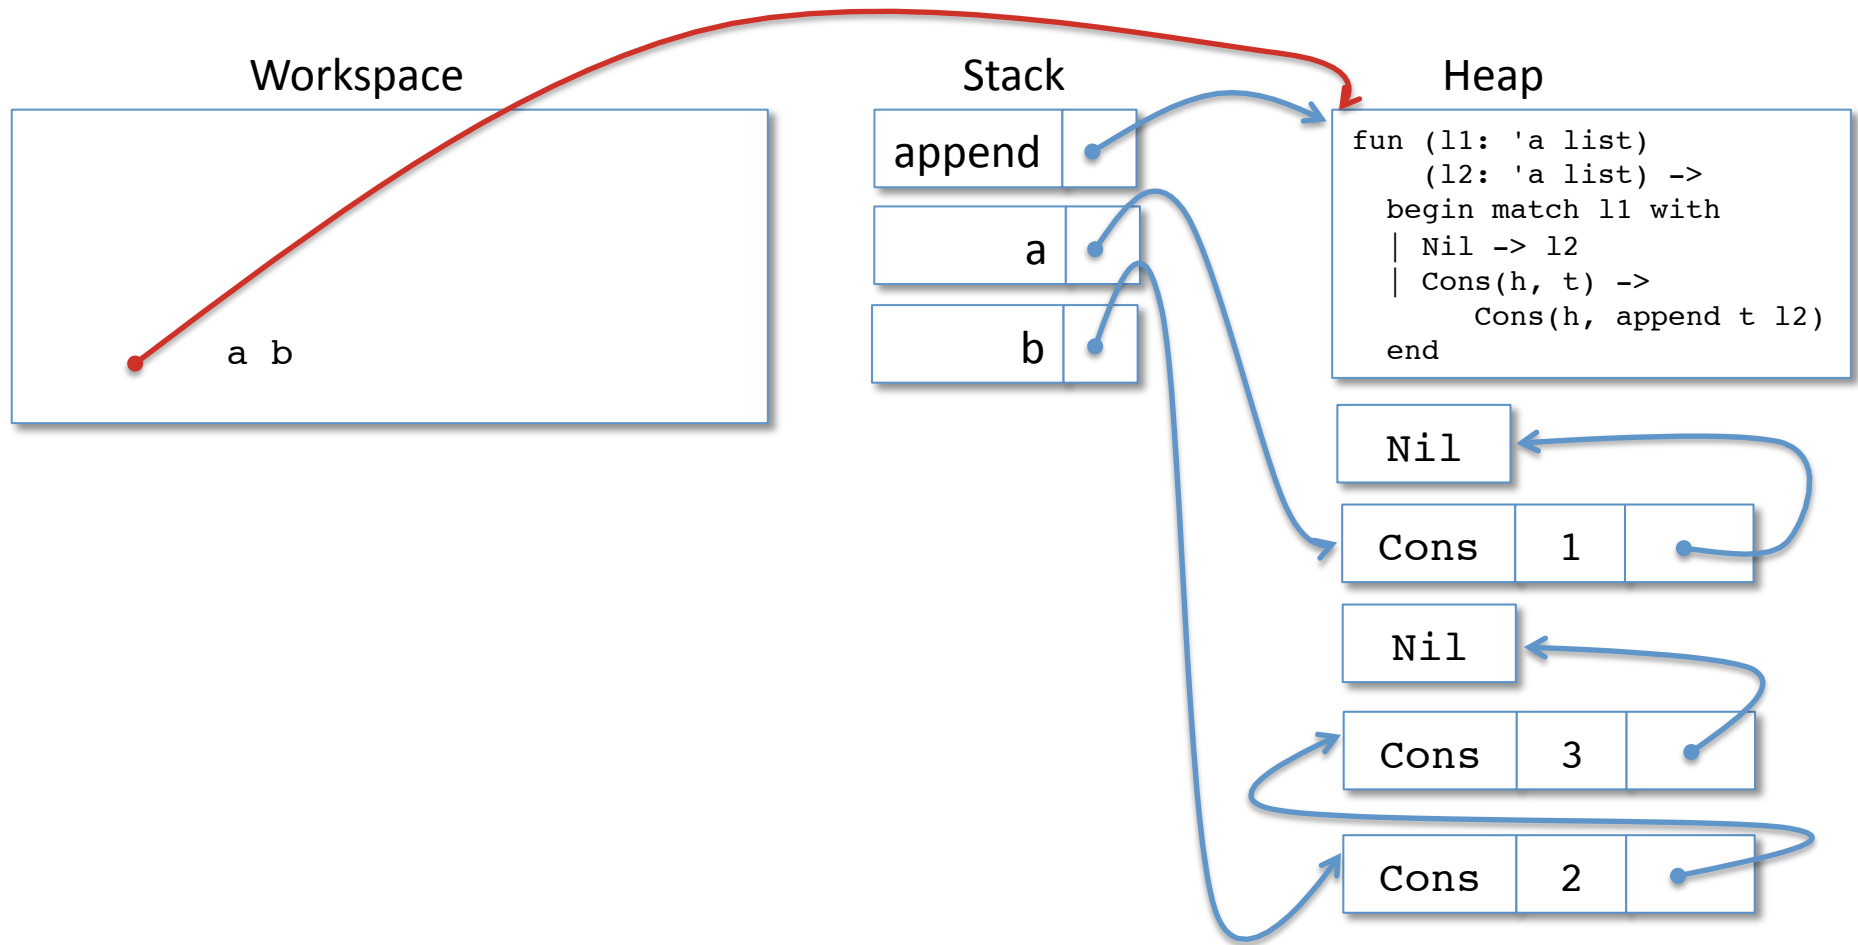 Workspace
a b
Stack
append
a
b
Heap
fun (l1: 'a list)
(l2: 'a list) ->
begin match l1 with
| Nil -> l2
| Cons(h, t) ->
Cons(h, append t l2)
end
Nil
Cons 1
Nil
Cons 3
Cons 2